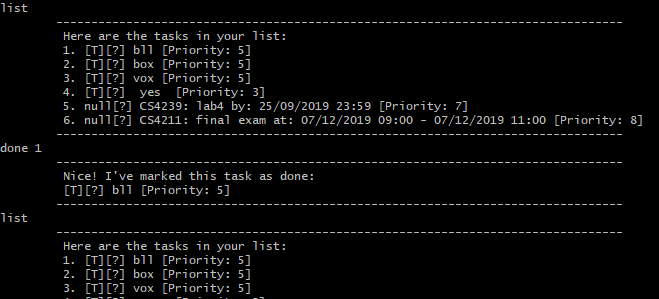 list
____________________________________________________________
Here are the tasks in your list:
1. [T][?] bll [Priority: 5]
2. [T][?] box [Priority: 5]
3. [T][?] vox [Priority: 5]
4. [T][?]  yes  [Priority: 3]
5. null[?] CS4239: lab4 by: 25/09/2019 23:59 [Priority: 7]
6. null[?] CS4211: final exam at: 07/12/2019 09:00 - 07/12/2019 11:00 [Priority: 8]
____________________________________________________________
done 1
____________________________________________________________
Nice! I've marked this task as done:
[T][?] bll [Priority: 5]
____________________________________________________________
list
____________________________________________________________
Here are the tasks in your list:
1. [T][?] bll [Priority: 5]
2. [T][?] box [Priority: 5]
3. [T][?] vox [Priority: 5]